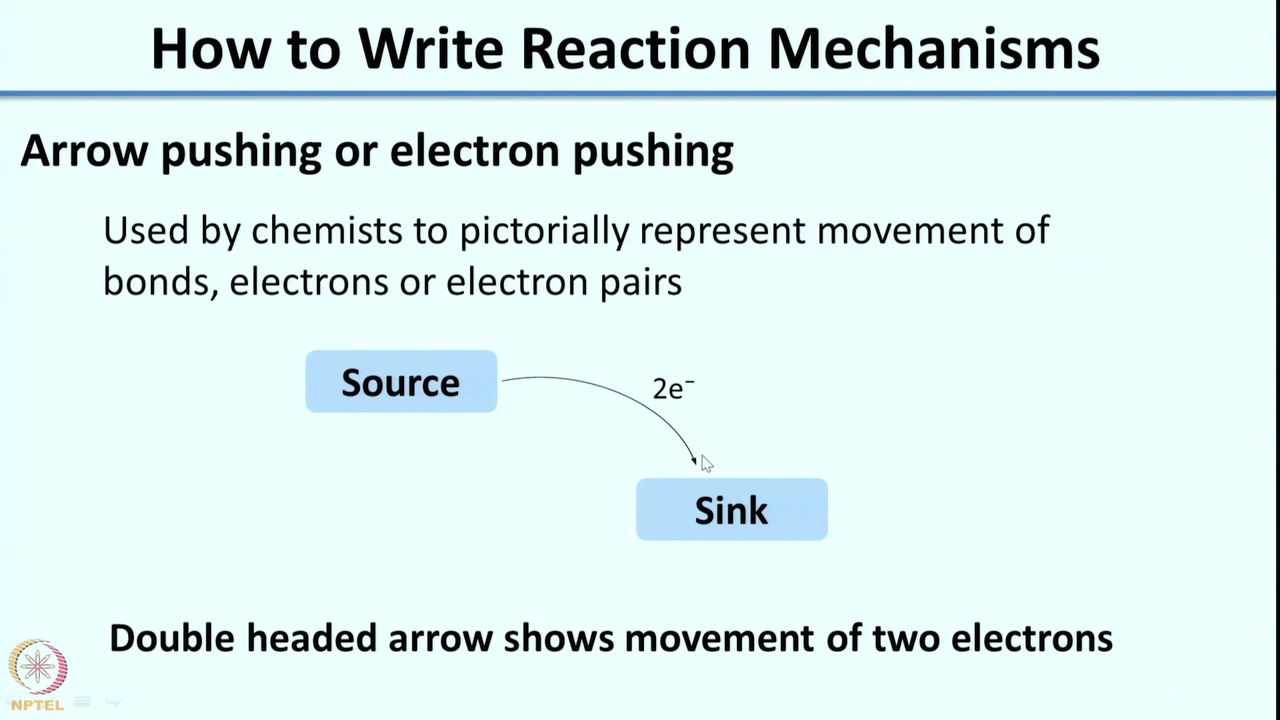 How to Write Reaction Mechanisms
Arrow pushing or electron pushing
Used by chemists to pictorially represent movement of
bonds, electrons or electron pairs
Source
2e⁻
Sink
Double headed arrow shows movement of two electrons
NPTEL